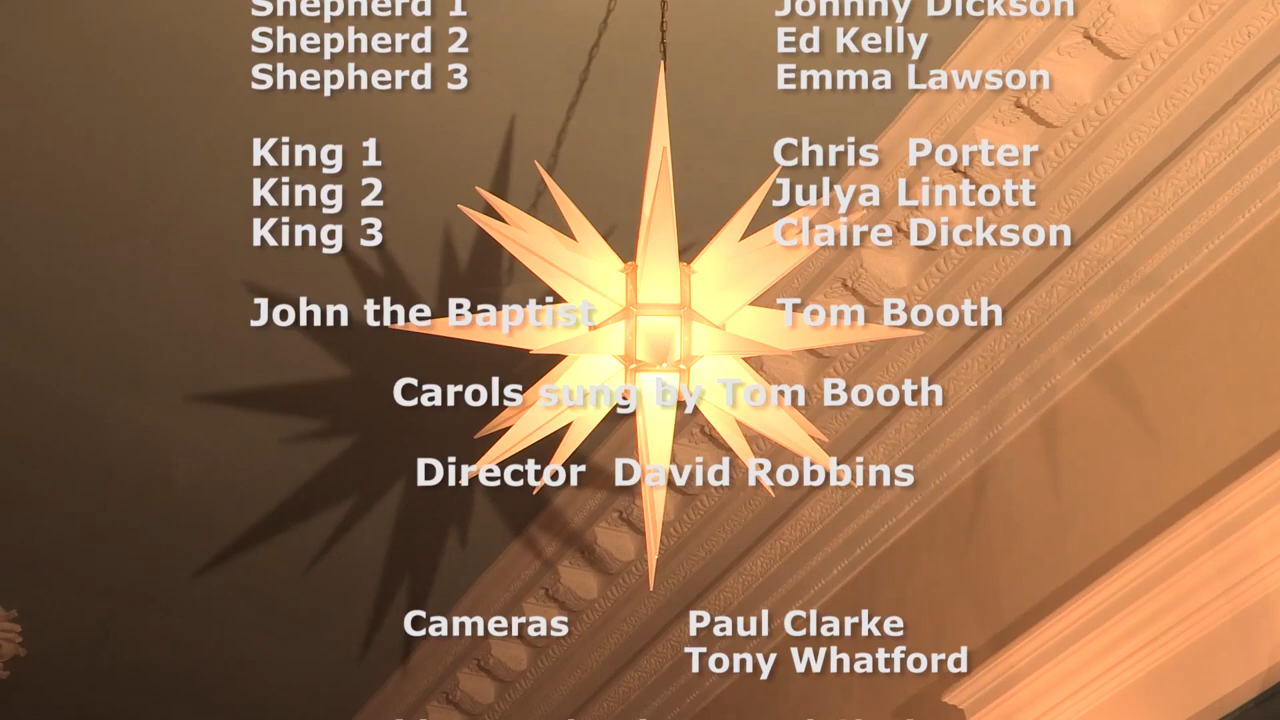 Shepherd 1 Johnny Dickson
Shepherd 2 Ed Kelly
Shepherd 3 Emma Lawson
King 1 Chris Porter
King 2 Julya Lintott
King 3 Claire Dickson
John the Baptist Tom Booth
Carols sung by Tom Booth
Director David Robbins
Cameras Paul Clarke
Tony Whatford